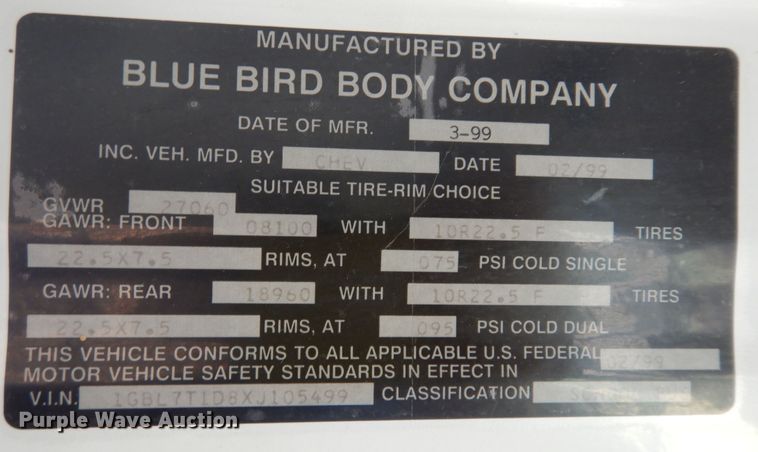 MANUFACTURED BY
BLUE BIRD BODY COMPANY
DATE OF MFR. 3-99
INC. VEH. MFD. BY CHEV DATE 02/99
SUITABLE TIRE-RIM CHOICE
GVWR 27060
GAWR: FRONT 08100 WITH 10R22.5 F TIRES
22.5X7.5 RIMS, AT 075 PSI COLD SINGLE
GAWR: REAR 18960 WITH 10R22.5 F TIRES
22.5X7.5 RIMS, AT 095 PSI COLD DUAL
THIS VEHICLE CONFORMS TO ALL APPLICABLE U.S. FEDERAL 02/99
MOTOR VEHICLE SAFETY STANDARDS IN EFFECT IN
V.I.N. 1GBL7T1D8XJ105499 CLASSIFICATION
Purple Wave Auction